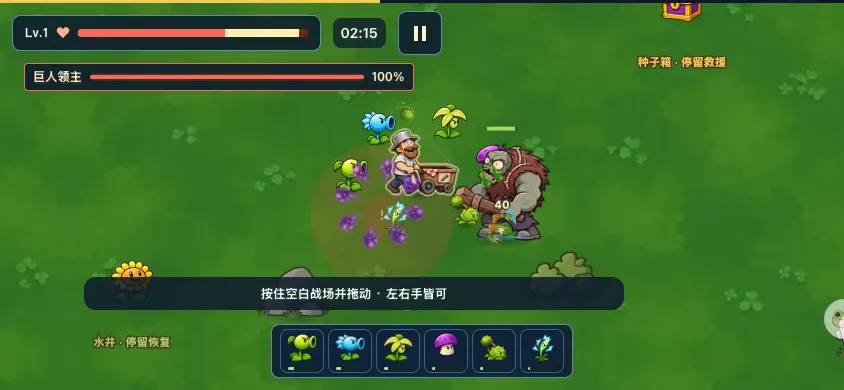 Lv.1
02:15
巨人领主
100%
种子箱 · 停留救援
40
按住空白战场并拖动 · 左右手皆可
水井 · 停留恢复